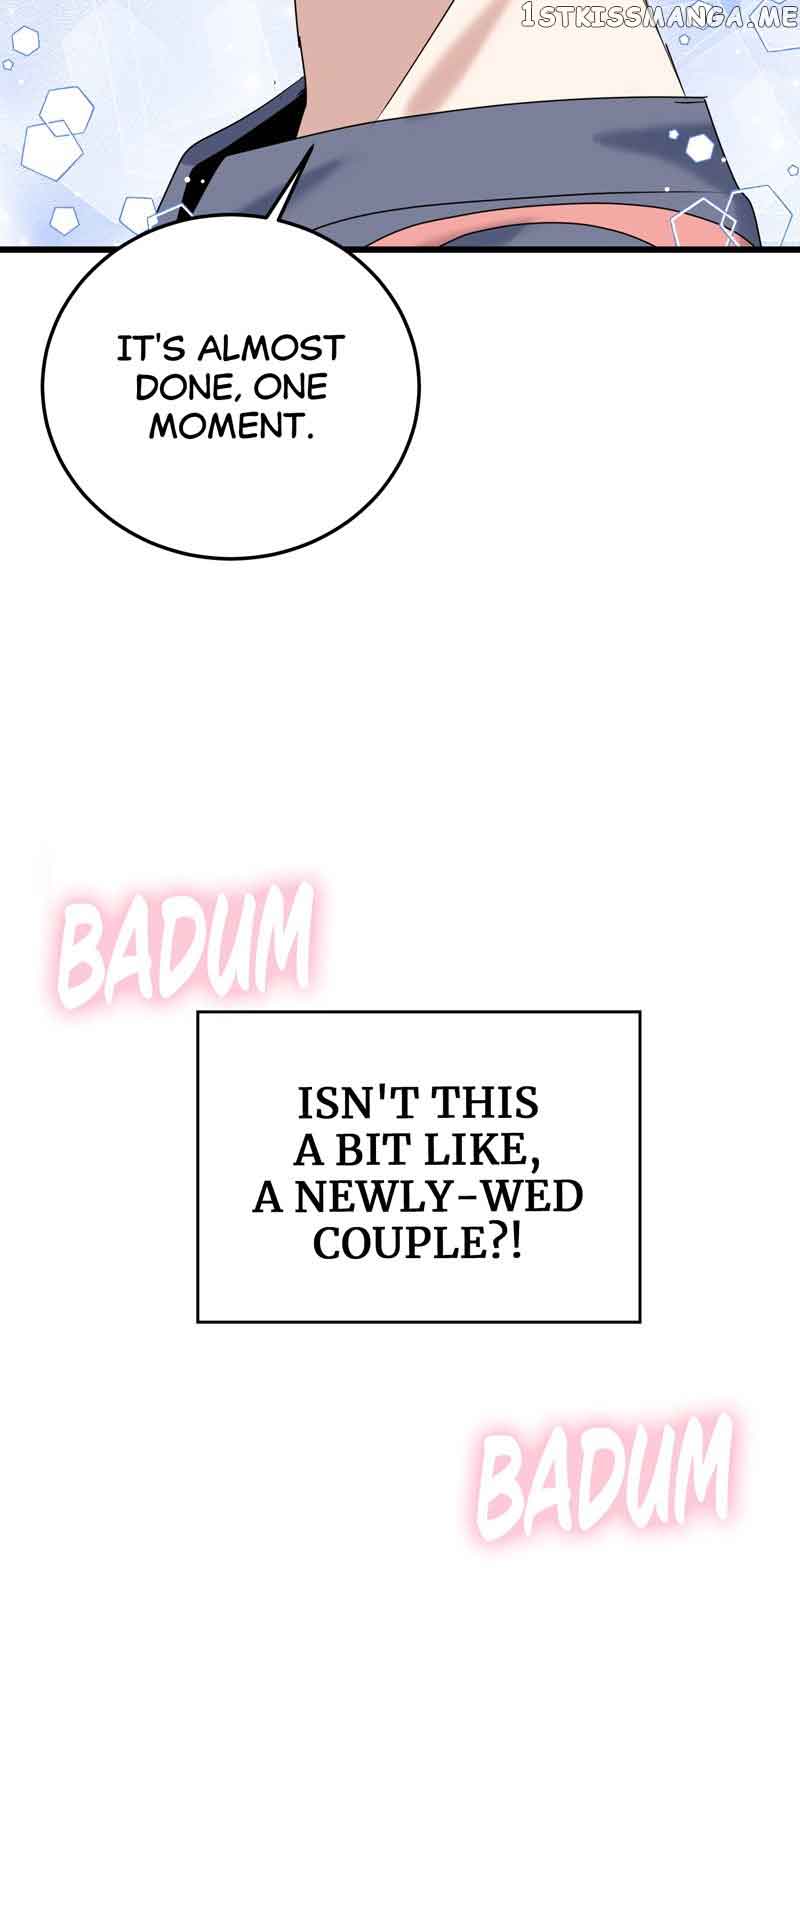 1STKISSMANGA.ME
IT'S ALMOST
DONE, ONE
MOMENT.
BADUM
ISN'T THIS
A BIT LIKE,
A NEWLY-WED
COUPLE?!
BADUM